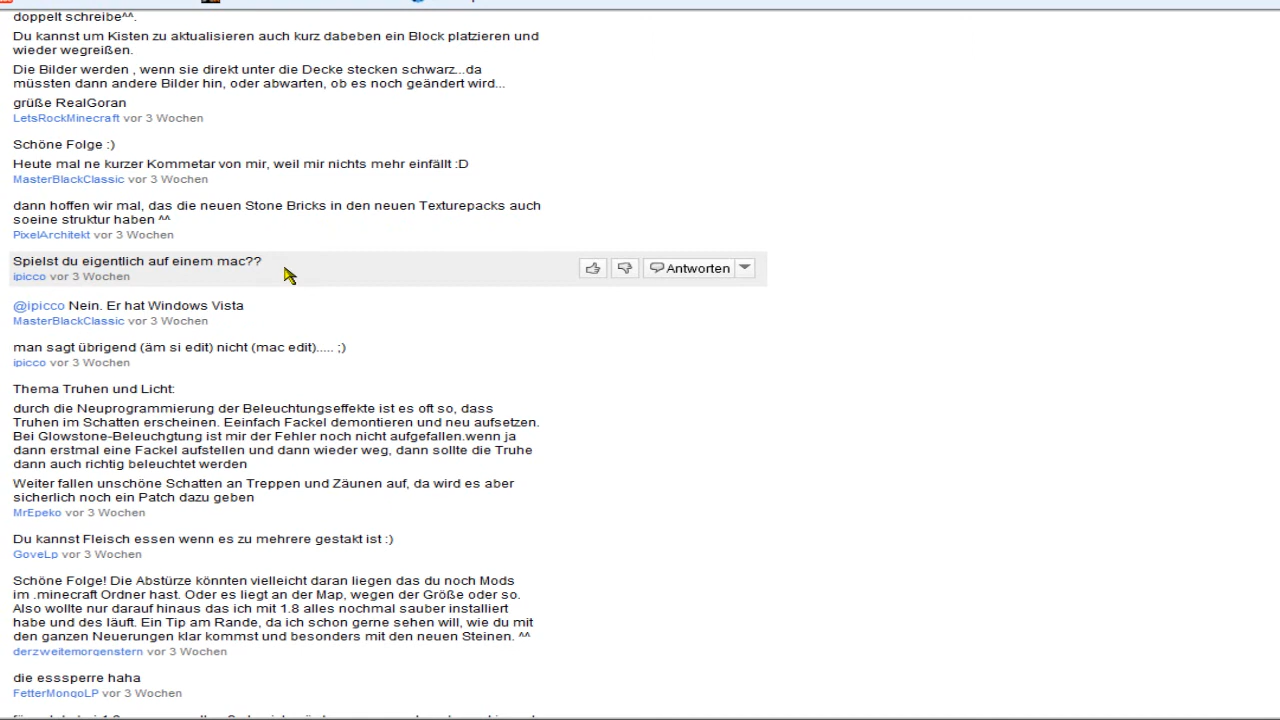 doppelt schreibe^^.
Du kannst um Kisten zu aktualisieren auch kurz dabeben ein Block platzieren und
wieder wegreißen.
Die Bilder werden , wenn sie direkt unter die Decke stecken schwarz...da
müssten dann andere Bilder hin, oder abwarten, ob es noch geändert wird...
grüße RealGoran
LetsRockMinecraft vor 3 Wochen
Schöne Folge :)
Heute mal ne kurzer Kommetar von mir, weil mir nichts mehr einfällt :D
MasterBlackClassic vor 3 Wochen
dann hoffen wir mal, das die neuen Stone Bricks in den neuen Texturepacks auch
soeine struktur haben ^^
PixelArchitekt vor 3 Wochen
Spielst du eigentlich auf einem mac??
Antworten
ipicco vor 3 Wochen
@ipicco Nein. Er hat Windows Vista
MasterBlackClassic vor 3 Wochen
man sagt übrigend (äm si edit) nicht (mac edit)..... ;)
ipicco vor 3 Wochen
Thema Truhen und Licht:
durch die Neuprogrammierung der Beleuchtungseffekte ist es oft so, dass
Truhen im Schatten erscheinen. Eeinfach Fackel demontieren und neu aufsetzen.
Bei Glowstone-Beleuchgtung ist mir der Fehler noch nicht aufgefallen.wenn ja
dann erstmal eine Fackel aufstellen und dann wieder weg, dann sollte die Truhe
dann auch richtig beleuchtet werden
Weiter fallen unschöne Schatten an Treppen und Zäunen auf, da wird es aber
sicherlich noch ein Patch dazu geben
MrEpeko vor 3 Wochen
Du kannst Fleisch essen wenn es zu mehrere gestakt ist :)
GoveLp vor 3 Wochen
Schöne Folge! Die Abstürze könnten vielleicht daran liegen das du noch Mods
im .minecraft Ordner hast. Oder es liegt an der Map, wegen der Größe oder so.
Also wollte nur darauf hinaus das ich mit 1.8 alles nochmal sauber installiert
habe und des läuft. Ein Tip am Rande, da ich schon gerne sehen will, wie du mit
den ganzen Neuerungen klar kommst und besonders mit den neuen Steinen. ^^
derzweitemorgenstern vor 3 Wochen
die esssperre haha
FetterMongoLP vor 3 Wochen